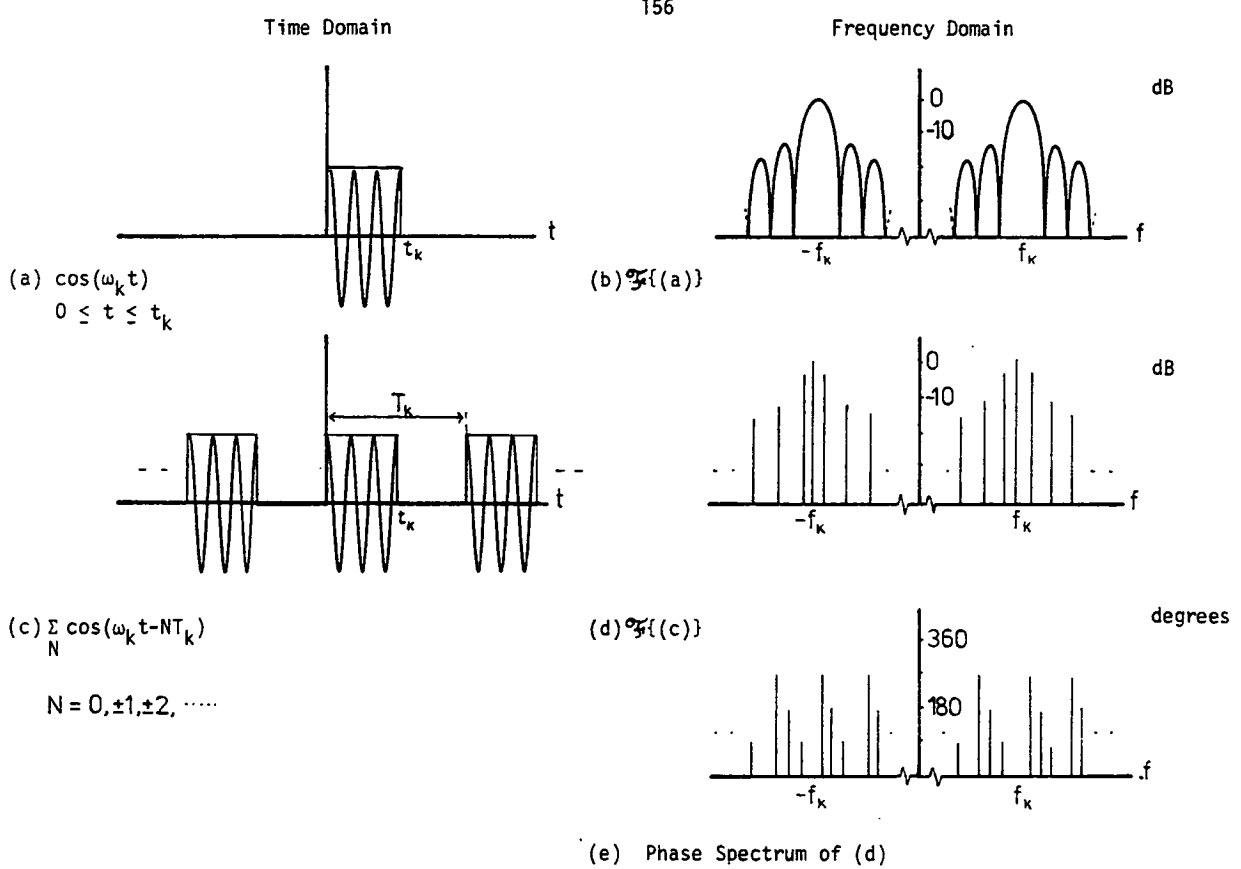 156
Time Domain
Frequency Domain
t
t_k
(a) cos(ω_k t)
0 ≤ t ≤ t_k
dB
0
-10
-f_k
f_k
f
(b) ℱ{(a)}
T_k
t
t_k
(c) Σ cos(ω_k t-NT_k)
N
N = 0,±1,±2, ·····
dB
0
-10
-f_k
f_k
f
(d) ℱ{(c)}
degrees
360
180
-f_k
f_k
f
(e) Phase Spectrum of (d)